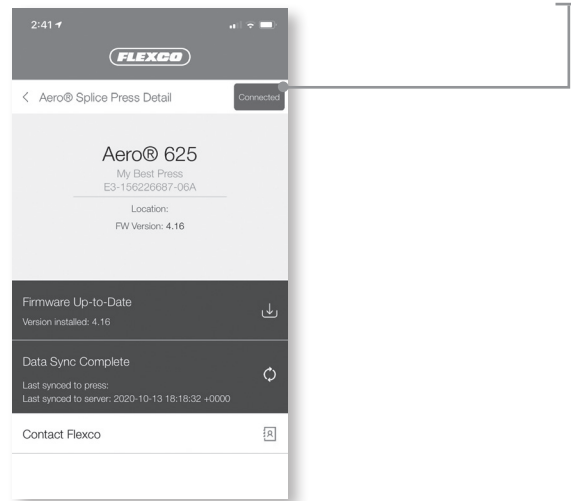 2:41
FLEXCO
Aero® Splice Press Detail
Connected
Aero® 625
My Best Press
E3-156226687-06A
Location:
FW Version: 4.16
Firmware Up-to-Date
Version installed: 4.16
Data Sync Complete
Last synced to press:
Last synced to server: 2020-10-13 18:18:32 +0000
Contact Flexco